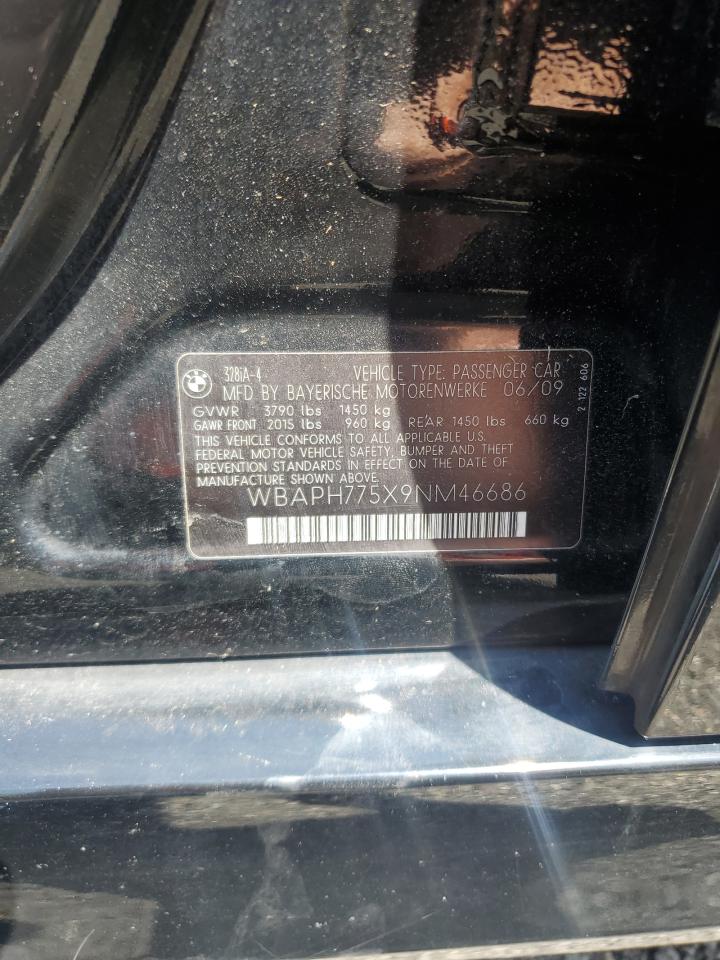 328iA-4 VEHICLE TYPE: PASSENGER CAR
MFD BY BAYERISCHE MOTORENWERKE 06/09
GVWR 3790 lbs 1450 kg
GAWR FRONT 2015 lbs 960 kg REAR 1450 lbs 660 kg
THIS VEHICLE CONFORMS TO ALL APPLICABLE U.S.
FEDERAL MOTOR VEHICLE SAFETY, BUMPER AND THEFT
PREVENTION STANDARDS IN EFFECT ON THE DATE OF
MANUFACTURE SHOWN ABOVE.
WBAPH775X9NM46686
2 122 606
BMW